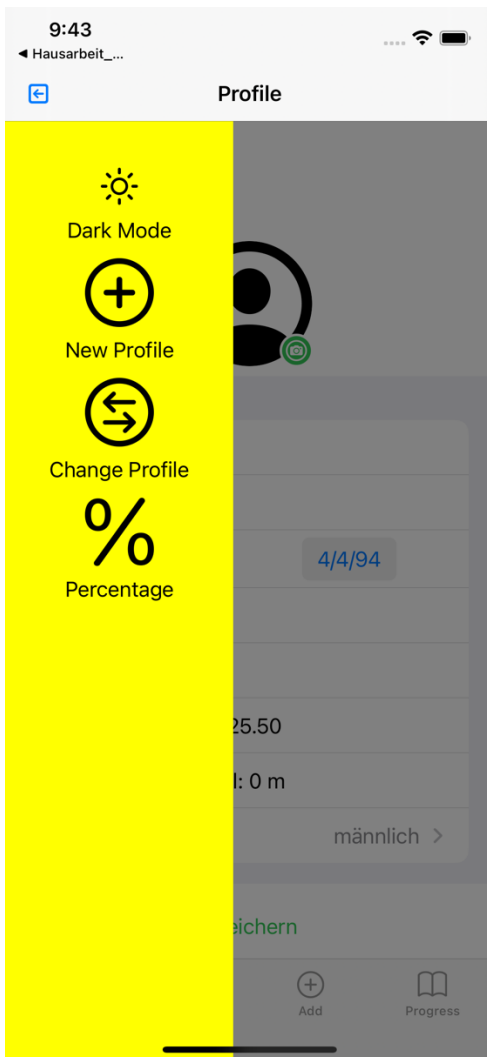 9:43
◀ Hausarbeit_...
Profile
Dark Mode
New Profile
Change Profile
%
Percentage
4/4/94
25.50
l: 0 m
männlich >
eichern
Add
Progress